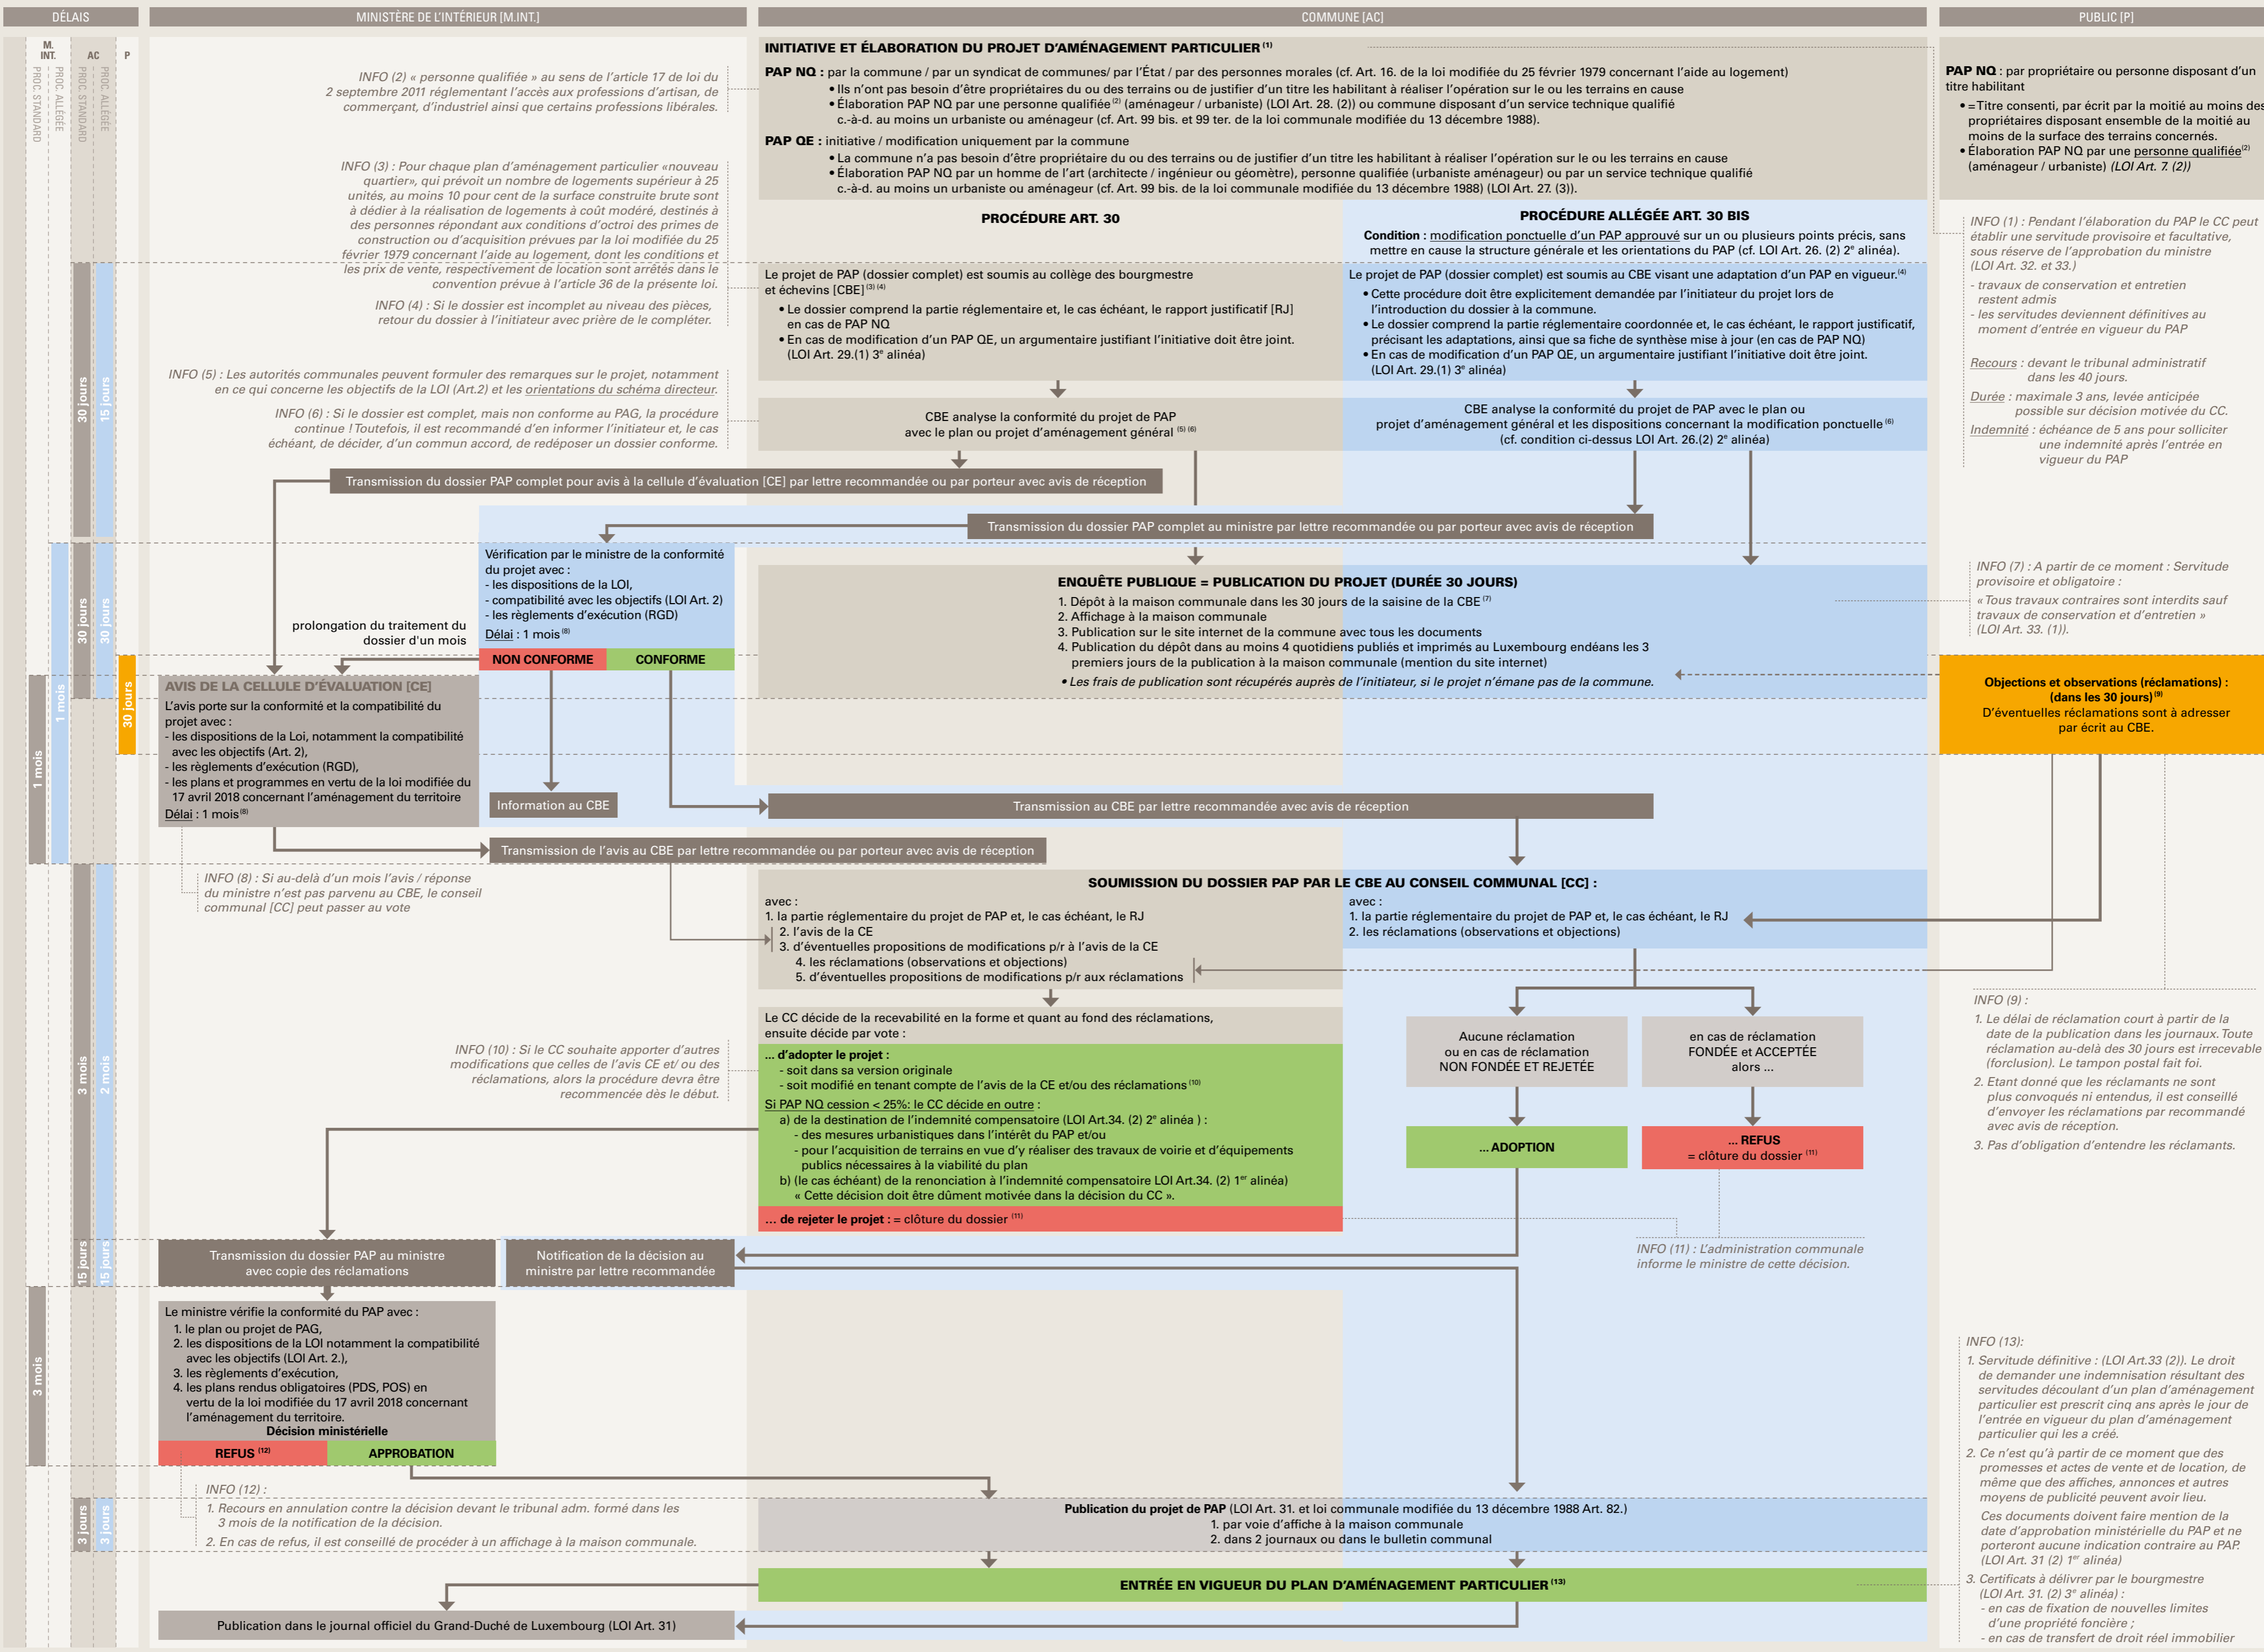 DÉLAIS
MINISTÈRE DE L'INTÉRIEUR [M.INT.]
COMMUNE [AC]
PUBLIC [P]
M.
INT.
AC
P
PROC. STANDARD
PROC. ALLÉGÉE
PROC. STANDARD
PROC. ALLÉGÉE
INITIATIVE ET ÉLABORATION DU PROJET D'AMÉNAGEMENT PARTICULIER (1)
PAP NQ : par la commune / par un syndicat de communes/ par l'État / par des personnes morales (cf. Art. 16. de la loi modifiée du 25 février 1979 concernant l'aide au logement)
• Ils n'ont pas besoin d'être propriétaires du ou des terrains ou de justifier d'un titre les habilitant à réaliser l'opération sur le ou les terrains en cause
• Élaboration PAP NQ par une personne qualifiée (2) (aménageur / urbaniste) (LOI Art. 28. (2)) ou commune disposant d'un service technique qualifié
c.-à-d. au moins un urbaniste ou aménageur (cf. Art. 99 bis. et 99 ter. de la loi communale modifiée du 13 décembre 1988).
PAP QE : initiative / modification uniquement par la commune
• La commune n'a pas besoin d'être propriétaire du ou des terrains ou de justifier d'un titre les habilitant à réaliser l'opération sur le ou les terrains en cause
• Élaboration PAP NQ par un homme de l'art (architecte / ingénieur ou géomètre), personne qualifiée (urbaniste aménageur) ou par un service technique qualifié
c.-à-d. au moins un urbaniste ou aménageur (cf. Art. 99 bis. de la loi communale modifiée du 13 décembre 1988) (LOI Art. 27. (3)).
PAP NQ : par propriétaire ou personne disposant d'un
titre habilitant
• = Titre consenti, par écrit par la moitié au moins des
propriétaires disposant ensemble de la moitié au
moins de la surface des terrains concernés.
• Élaboration PAP NQ par une personne qualifiée(2)
(aménageur / urbaniste) (LOI Art. 7. (2))
INFO (2) « personne qualifiée » au sens de l'article 17 de loi du
2 septembre 2011 réglementant l'accès aux professions d'artisan, de
commerçant, d'industriel ainsi que certains professions libérales.
INFO (3) : Pour chaque plan d'aménagement particulier «nouveau
quartier», qui prévoit un nombre de logements supérieur à 25
unités, au moins 10 pour cent de la surface construite brute sont
à dédier à la réalisation de logements à coût modéré, destinés à
des personnes répondant aux conditions d'octroi des primes de
construction ou d'acquisition prévues par la loi modifiée du 25
février 1979 concernant l'aide au logement, dont les conditions et
les prix de vente, respectivement de location sont arrêtés dans le
convention prévue à l'article 36 de la présente loi.
INFO (4) : Si le dossier est incomplet au niveau des pièces,
retour du dossier à l'initiateur avec prière de le compléter.
INFO (5) : Les autorités communales peuvent formuler des remarques sur le projet, notamment
en ce qui concerne les objectifs de la LOI (Art.2) et les orientations du schéma directeur.
INFO (6) : Si le dossier est complet, mais non conforme au PAG, la procédure
continue ! Toutefois, il est recommandé d'en informer l'initiateur et, le cas
échéant, de décider, d'un commun accord, de redéposer un dossier conforme.
PROCÉDURE ART. 30
PROCÉDURE ALLÉGÉE ART. 30 BIS
Condition : modification ponctuelle d'un PAP approuvé sur un ou plusieurs points précis, sans
mettre en cause la structure générale et les orientations du PAP (cf. LOI Art. 26. (2) 2e alinéa).
Le projet de PAP (dossier complet) est soumis au collège des bourgmestre
et échevins [CBE] (3) (4)
• Le dossier comprend la partie réglementaire et, le cas échéant, le rapport justificatif [RJ]
en cas de PAP NQ
• En cas de modification d'un PAP QE, un argumentaire justifiant l'initiative doit être joint.
(LOI Art. 29.(1) 3e alinéa)
Le projet de PAP (dossier complet) est soumis au CBE visant une adaptation d'un PAP en vigueur.(4)
• Cette procédure doit être explicitement demandée par l'initiateur du projet lors de
l'introduction du dossier à la commune.
• Le dossier comprend la partie réglementaire coordonnée et, le cas échéant, le rapport justificatif,
précisant les adaptations, ainsi que sa fiche de synthèse mise à jour (en cas de PAP NQ)
• En cas de modification d'un PAP QE, un argumentaire justifiant l'initiative doit être joint.
(LOI Art. 29.(1) 3e alinéa)
INFO (1) : Pendant l'élaboration du PAP le CC peut
établir une servitude provisoire et facultative,
sous réserve de l'approbation du ministre
(LOI Art. 32. et 33.)
- travaux de conservation et entretien
restent admis
- les servitudes deviennent définitives au
moment d'entrée en vigueur du PAP
Recours : devant le tribunal administratif
dans les 40 jours.
Durée : maximale 3 ans, levée anticipée
possible sur décision motivée du CC.
Indemnité : échéance de 5 ans pour solliciter
une indemnité après l'entrée en
vigueur du PAP
30 jours
15 jours
CBE analyse la conformité du projet de PAP
avec le plan ou projet d'aménagement général (5) (6)
CBE analyse la conformité du projet de PAP avec le plan ou
projet d'aménagement général et les dispositions concernant la modification ponctuelle (6)
(cf. condition ci-dessus LOI Art. 26.(2) 2e alinéa)
Transmission du dossier PAP complet pour avis à la cellule d'évaluation [CE] par lettre recommandée ou par porteur avec avis de réception
Transmission du dossier PAP complet au ministre par lettre recommandée ou par porteur avec avis de réception
Vérification par le ministre de la conformité
du projet avec :
- les dispositions de la LOI,
- compatibilité avec les objectifs (LOI Art. 2)
- les règlements d'exécution (RGD)
Délai : 1 mois (8)
NON CONFORME
CONFORME
prolongation du traitement du
dossier d'un mois
ENQUÊTE PUBLIQUE = PUBLICATION DU PROJET (DURÉE 30 JOURS)
1. Dépôt à la maison communale dans les 30 jours de la saisine de la CBE (7)
2. Affichage à la maison communale
3. Publication sur le site internet de la commune avec tous les documents
4. Publication du dépôt dans au moins 4 quotidiens publiés et imprimés au Luxembourg endéans les 3
premiers jours de la publication à la maison communale (mention du site internet)
• Les frais de publication sont récupérés auprès de l'initiateur, si le projet n'émane pas de la commune.
INFO (7) : A partir de ce moment : Servitude
provisoire et obligatoire :
« Tous travaux contraires sont interdits sauf
travaux de conservation et d'entretien »
(LOI Art. 33. (1)).
Objections et observations (réclamations) :
(dans les 30 jours) (9)
D'éventuelles réclamations sont à adresser
par écrit au CBE.
1 mois
1 mois
30 jours
30 jours
30 jours
AVIS DE LA CELLULE D'ÉVALUATION [CE]
L'avis porte sur la conformité et la compatibilité du
projet avec :
- les dispositions de la Loi, notamment la compatibilité
avec les objectifs (Art. 2),
- les règlements d'exécution (RGD),
- les plans et programmes en vertu de la loi modifiée du
17 avril 2018 concernant l'aménagement du territoire
Délai : 1 mois (8)
Information au CBE
Transmission au CBE par lettre recommandée avec avis de réception
Transmission de l'avis au CBE par lettre recommandée ou par porteur avec avis de réception
INFO (8) : Si au-delà d'un mois l'avis / réponse
du ministre n'est pas parvenu au CBE, le conseil
communal [CC] peut passer au vote
SOUMISSION DU DOSSIER PAP PAR LE CBE AU CONSEIL COMMUNAL [CC] :
avec :
1. la partie réglementaire du projet de PAP et, le cas échéant, le RJ
2. l'avis de la CE
3. d'éventuelles propositions de modifications p/r à l'avis de la CE
4. les réclamations (observations et objections)
5. d'éventuelles propositions de modifications p/r aux réclamations
avec :
1. la partie réglementaire du projet de PAP et, le cas échéant, le RJ
2. les réclamations (observations et objections)
3 mois
2 mois
Le CC décide de la recevabilité en la forme et quant au fond des réclamations,
ensuite décide par vote :
... d'adopter le projet :
- soit dans sa version originale
- soit modifié en tenant compte de l'avis de la CE et/ou des réclamations (10)
Si PAP NQ cession < 25%: le CC décide en outre :
a) de la destination de l'indemnité compensatoire (LOI Art.34. (2) 2e alinéa ) :
- des mesures urbanistiques dans l'intérêt du PAP et/ou
- pour l'acquisition de terrains en vue d'y réaliser des travaux de voirie et d'équipements
publics nécessaires à la viabilité du plan
b) (le cas échéant) de la renonciation à l'indemnité compensatoire LOI Art.34. (2) 1er alinéa)
« Cette décision doit être dûment motivée dans la décision du CC ».
... de rejeter le projet : = clôture du dossier (11)
INFO (10) : Si le CC souhaite apporter d'autres
modifications que celles de l'avis CE et/ ou des
réclamations, alors la procédure devra être
recommencée dès le début.
Aucune réclamation
ou en cas de réclamation
NON FONDÉE ET REJETÉE
en cas de réclamation
FONDÉE et ACCEPTÉE
alors ...
... ADOPTION
... REFUS
= clôture du dossier (11)
INFO (9) :
1. Le délai de réclamation court à partir de la
date de la publication dans les journaux. Toute
réclamation au-delà des 30 jours est irrecevable
(forclusion). Le tampon postal fait foi.
2. Etant donné que les réclamants ne sont
plus convoqués ni entendus, il est conseillé
d'envoyer les réclamations par recommandé
avec avis de réception.
3. Pas d'obligation d'entendre les réclamants.
15 jours
15 jours
Transmission du dossier PAP au ministre
avec copie des réclamations
Notification de la décision au
ministre par lettre recommandée
INFO (11) : L'administration communale
informe le ministre de cette décision.
3 mois
Le ministre vérifie la conformité du PAP avec :
1. le plan ou projet de PAG,
2. les dispositions de la LOI notamment la compatibilité
avec les objectifs (LOI Art. 2.),
3. les règlements d'exécution,
4. les plans rendus obligatoires (PDS, POS) en
vertu de la loi modifiée du 17 avril 2018 concernant
l'aménagement du territoire.
Décision ministérielle
REFUS (12)
APPROBATION
INFO (12) :
1. Recours en annulation contre la décision devant le tribunal adm. formé dans les
3 mois de la notification de la décision.
2. En cas de refus, il est conseillé de procéder à un affichage à la maison communale.
3 jours
3 jours
Publication du projet de PAP (LOI Art. 31. et loi communale modifiée du 13 décembre 1988 Art. 82.)
1. par voie d'affiche à la maison communale
2. dans 2 journaux ou dans le bulletin communal
ENTRÉE EN VIGUEUR DU PLAN D'AMÉNAGEMENT PARTICULIER (13)
Publication dans le journal officiel du Grand-Duché de Luxembourg (LOI Art. 31)
INFO (13):
1. Servitude définitive : (LOI Art.33 (2)). Le droit
de demander une indemnisation résultant des
servitudes découlant d'un plan d'aménagement
particulier est prescrit cinq ans après le jour de
l'entrée en vigueur du plan d'aménagement
particulier qui les a créé.
2. Ce n'est qu'à partir de ce moment que des
promesses et actes de vente et de location, de
même que des affiches, annonces et autres
moyens de publicité peuvent avoir lieu.
Ces documents doivent faire mention de la
date d'approbation ministérielle du PAP et ne
porteront aucune indication contraire au PAP.
(LOI Art. 31 (2) 1er alinéa)
3. Certificats à délivrer par le bourgmestre
(LOI Art. 31. (2) 3e alinéa) :
- en cas de fixation de nouvelles limites
d'une propriété foncière ;
- en cas de transfert de droit réel immobilier